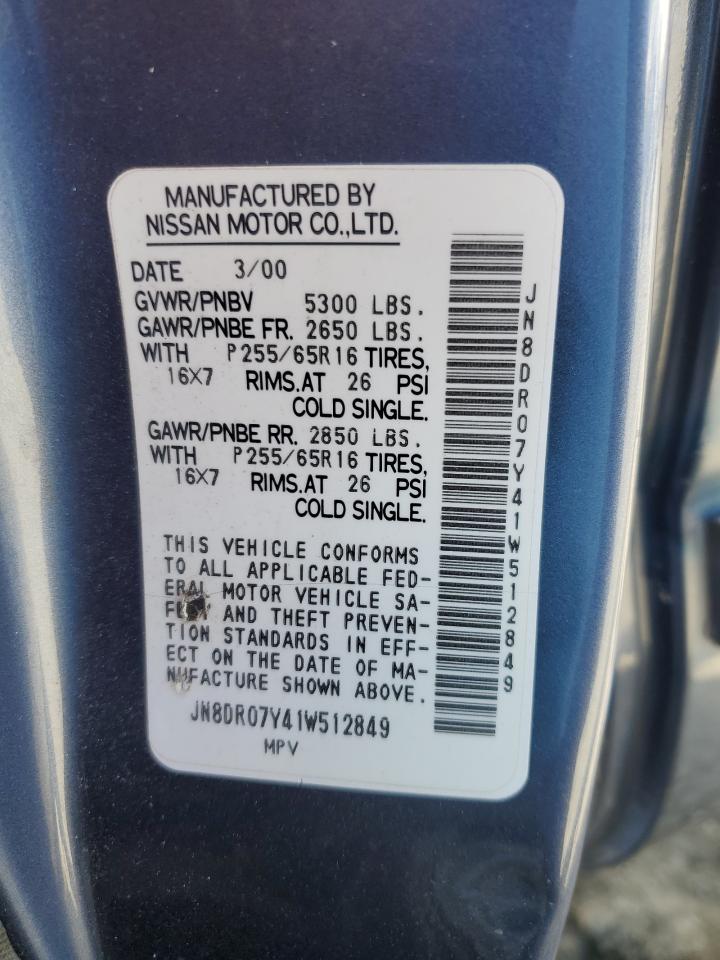 MANUFACTURED BY
NISSAN MOTOR CO.,LTD.
DATE 3/00
GVWR/PNBV 5300 LBS.
GAWR/PNBE FR. 2650 LBS.
WITH P255/65R16 TIRES,
16X7 RIMS.AT 26 PSI
COLD SINGLE.
GAWR/PNBE RR. 2850 LBS.
WITH P255/65R16 TIRES,
16X7 RIMS.AT 26 PSI
COLD SINGLE.
THIS VEHICLE CONFORMS
TO ALL APPLICABLE FED-
ERAL MOTOR VEHICLE SA-
AND THEFT PREVEN-
TION STANDARDS IN EFF-
ECT ON THE DATE OF MA-
NUFACTURE SHOWN ABOVE.
JN8DR07Y41W512849
MPV
JN8DR07Y41W512849